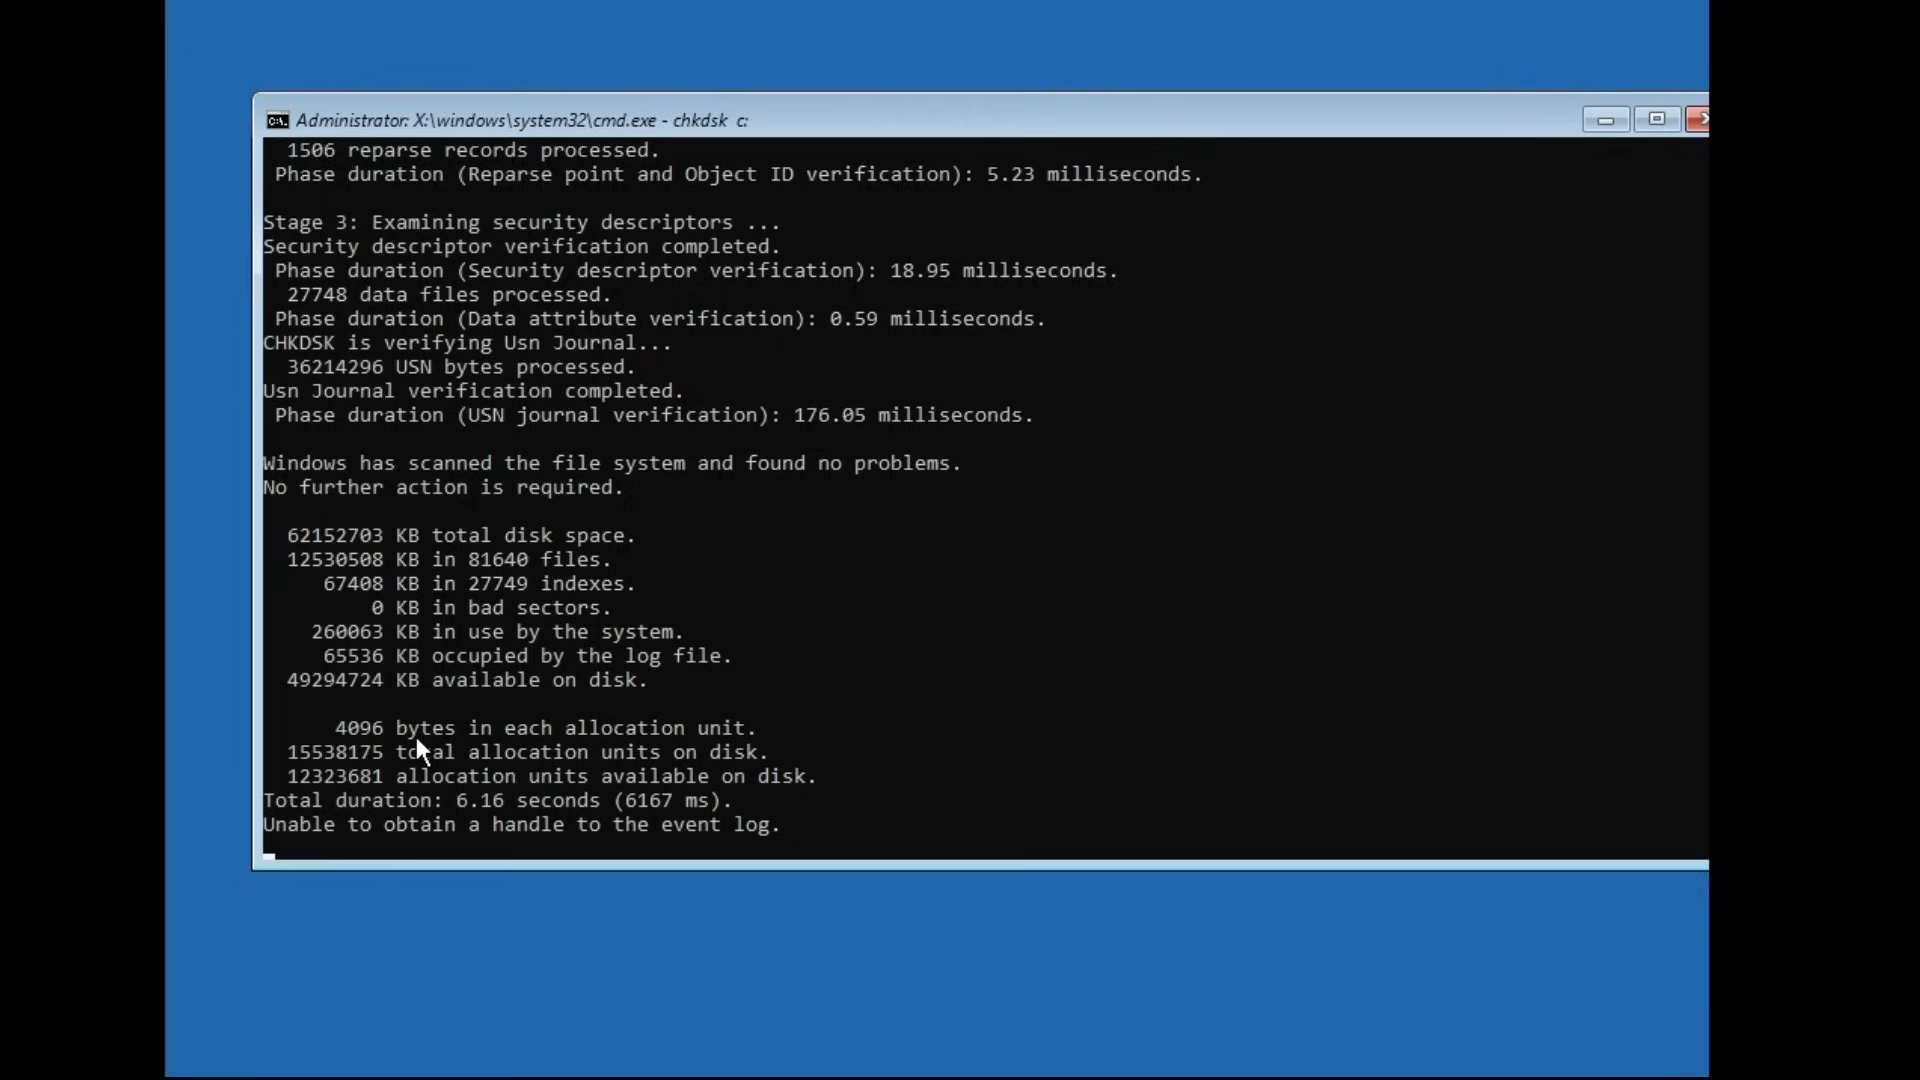 Administrator: X:\windows\system32\cmd.exe - chkdsk  c:
1506 reparse records processed.
Phase duration (Reparse point and Object ID verification): 5.23 milliseconds.
Stage 3: Examining security descriptors ...
Security descriptor verification completed.
Phase duration (Security descriptor verification): 18.95 milliseconds.
27748 data files processed.
Phase duration (Data attribute verification): 0.59 milliseconds.
CHKDSK is verifying Usn Journal...
36214296 USN bytes processed.
Usn Journal verification completed.
Phase duration (USN journal verification): 176.05 milliseconds.
Windows has scanned the file system and found no problems.
No further action is required.
62152703 KB total disk space.
12530508 KB in 81640 files.
67408 KB in 27749 indexes.
0 KB in bad sectors.
260063 KB in use by the system.
65536 KB occupied by the log file.
49294724 KB available on disk.
4096 bytes in each allocation unit.
15538175 total allocation units on disk.
12323681 allocation units available on disk.
Total duration: 6.16 seconds (6167 ms).
Unable to obtain a handle to the event log.